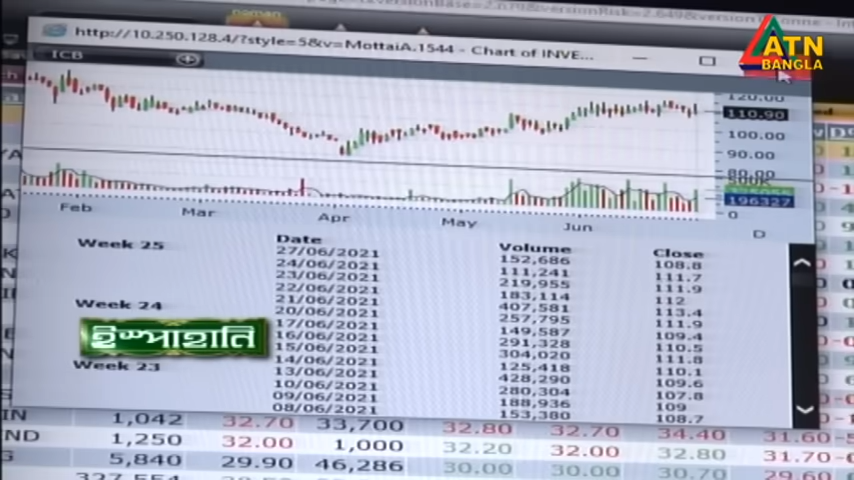 http://10.250.128.4/?style=5&v=MottaiA.1544 - Chart of INVE...
ATN
BANGLA
ICB
120.00
110.90
100.00
90.00
80.00
196327
0
Feb Mar Apr May Jun D
Date Volume Close
Week 25 27/06/2021 152,686 108.8
24/06/2021 111,241 111.7
23/06/2021 219,955 111.9
22/06/2021 183,114 112
21/06/2021 407,581 113.4
Week 24 20/06/2021 257,795 111.9
17/06/2021 149,587 109.4
16/06/2021 291,328 110.5
15/06/2021 304,020 111.8
14/06/2021 125,418 110.1
Week 23 13/06/2021 428,290 109.6
10/06/2021 280,304 107.8
09/06/2021 188,936 109
08/06/2021 153,380 108.7
ইস্পাহানি
IN 1,042 32.70 33,700 32.80 32.70 34.40 31.60
ND 1,250 32.00 1,000 32.20 32.00 32.80 31.70
5,840 29.90 46,286 30.00 30.00 30.70 29.60